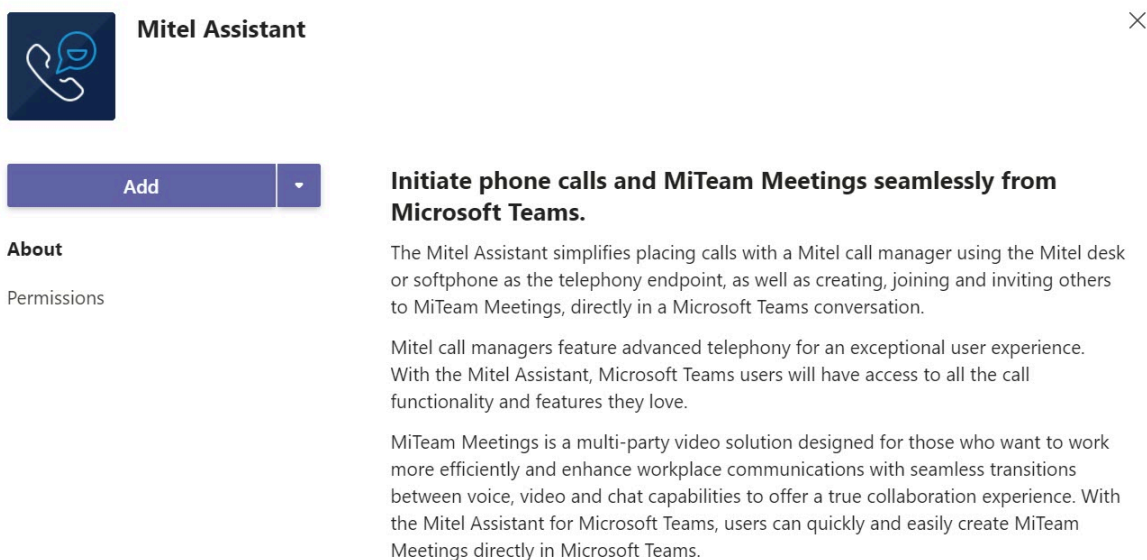 Mitel Assistant
Add
About
Permissions
Initiate phone calls and MiTeam Meetings seamlessly from
Microsoft Teams.
The Mitel Assistant simplifies placing calls with a Mitel call manager using the Mitel desk
or softphone as the telephony endpoint, as well as creating, joining and inviting others
to MiTeam Meetings, directly in a Microsoft Teams conversation.
Mitel call managers feature advanced telephony for an exceptional user experience.
With the Mitel Assistant, Microsoft Teams users will have access to all the call
functionality and features they love.
MiTeam Meetings is a multi-party video solution designed for those who want to work
more efficiently and enhance workplace communications with seamless transitions
between voice, video and chat capabilities to offer a true collaboration experience. With
the Mitel Assistant for Microsoft Teams, users can quickly and easily create MiTeam
Meetings directly in Microsoft Teams.